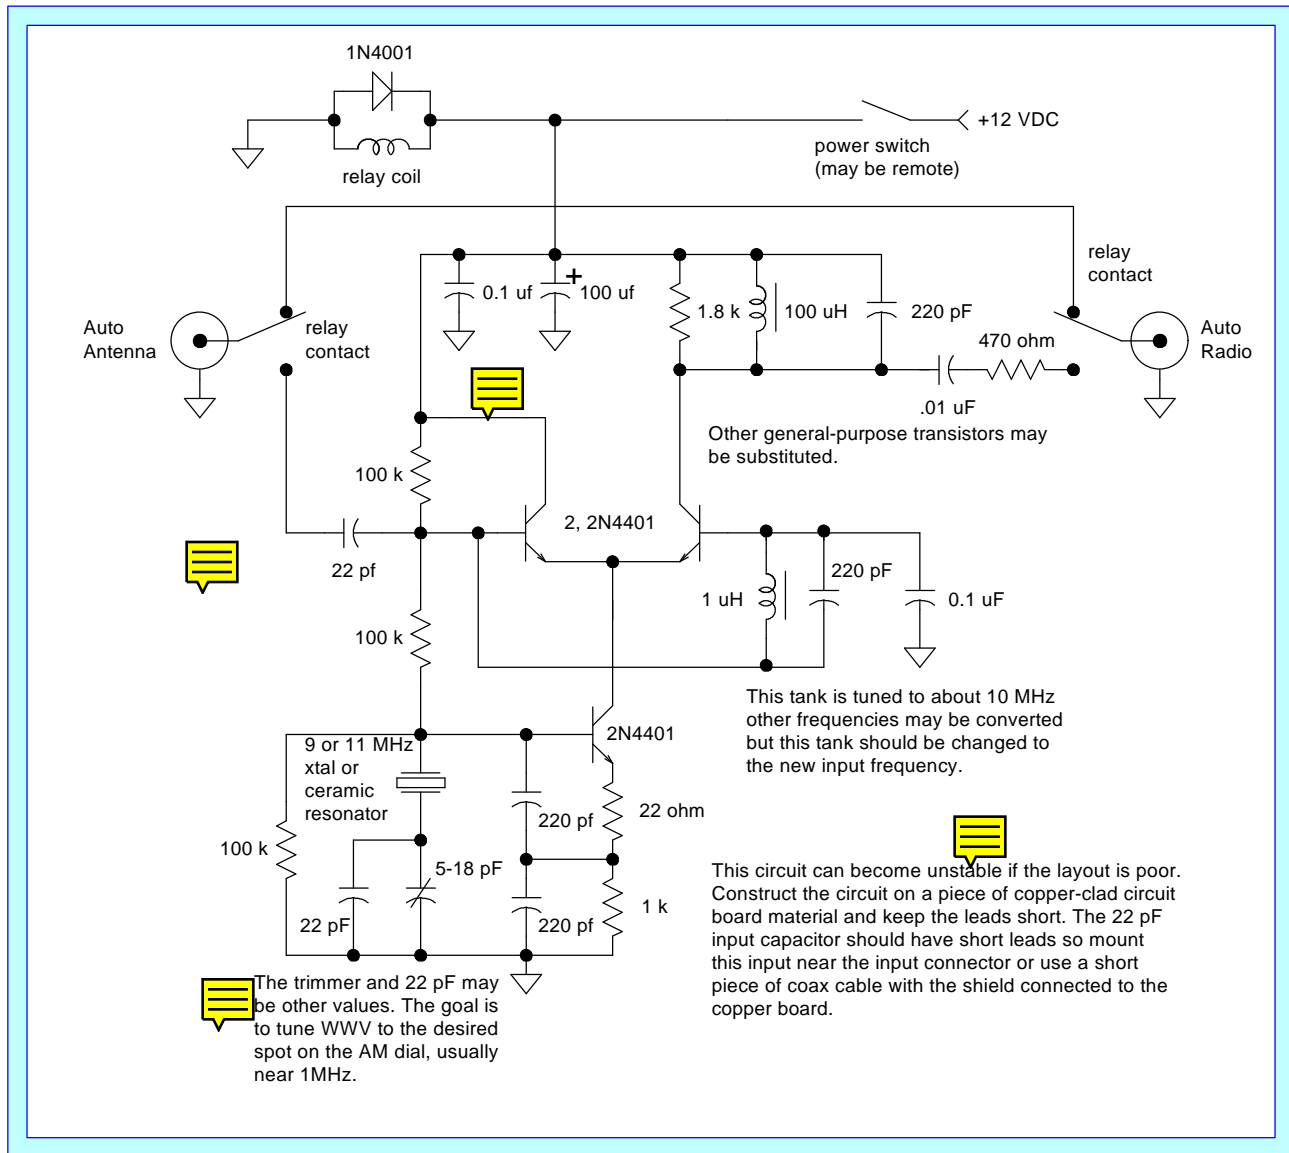 1N4001
+12 VDC
power switch
(may be remote)
relay coil
relay
contact
+
0.1 uf
100 uf
1.8 k
100 uH
220 pF
Auto
Antenna
relay
contact
470 ohm
Auto
Radio
.01 uF
Other general-purpose transistors may
be substituted.
100 k
2, 2N4401
22 pf
220 pF
1 uH
0.1 uF
100 k
This tank is tuned to about 10 MHz
other frequencies may be converted
but this tank should be changed to
the new input frequency.
2N4401
9 or 11 MHz
xtal or
ceramic
resonator
22 ohm
220 pf
100 k
5-18 pF
22 pF
220 pf
1 k
This circuit can become unstable if the layout is poor.
Construct the circuit on a piece of copper-clad circuit
board material and keep the leads short. The 22 pF
input capacitor should have short leads so mount
this input near the input connector or use a short
piece of coax cable with the shield connected to the
copper board.
The trimmer and 22 pF may
be other values. The goal is
to tune WWV to the desired
spot on the AM dial, usually
near 1MHz.